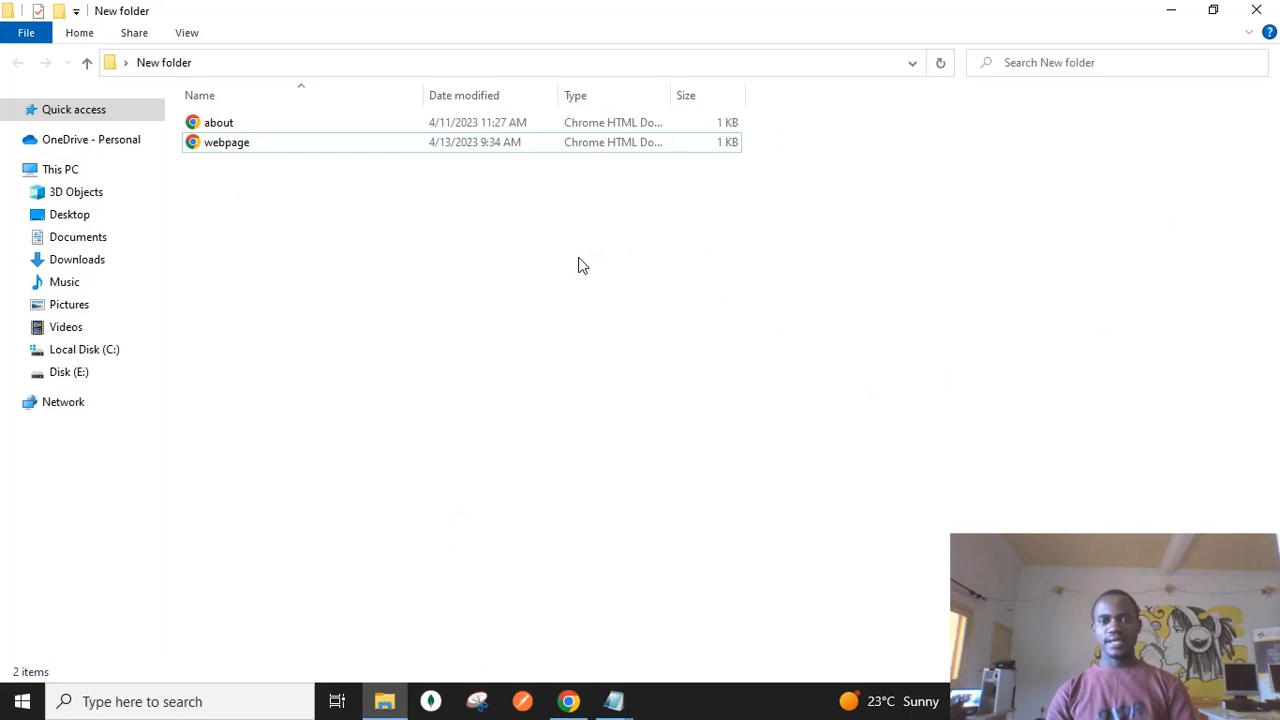 New folder
File Home Share View
New folder
Search New folder
Name Date modified Type Size
Quick access
about 4/11/2023 11:27 AM Chrome HTML Do... 1 KB
webpage 4/13/2023 9:34 AM Chrome HTML Do... 1 KB
OneDrive - Personal
This PC
3D Objects
Desktop
Documents
Downloads
Music
Pictures
Videos
Local Disk (C:)
Disk (E:)
Network
2 items
Type here to search
23°C Sunny